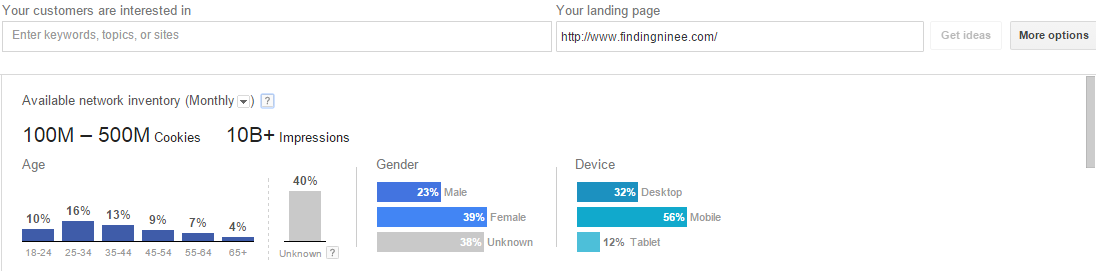 Your customers are interested in
Your landing page
Enter keywords, topics, or sites
http://www.findingninee.com/
Get ideas
More options
Available network inventory (Monthly ) ?
100M – 500M Cookies
10B+ Impressions
Age
Gender
Device
10%
16%
13%
9%
7%
4%
40%
18-24
25-34
35-44
45-54
55-64
65+
Unknown ?
23% Male
39% Female
38% Unknown
32% Desktop
56% Mobile
12% Tablet